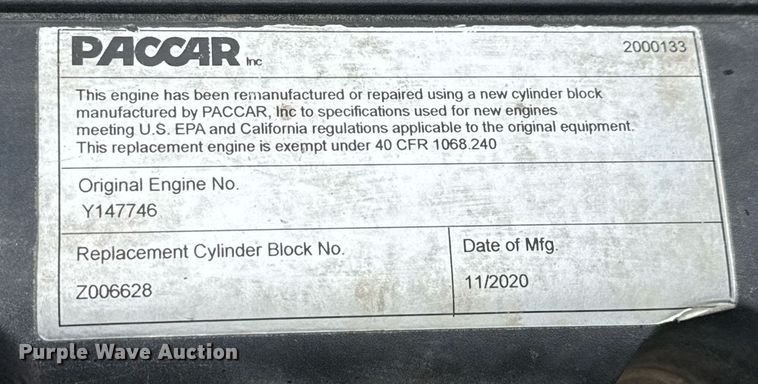 PACCAR Inc
2000133
This engine has been remanufactured or repaired using a new cylinder block
manufactured by PACCAR, Inc to specifications used for new engines
meeting U.S. EPA and California regulations applicable to the original equipment.
This replacement engine is exempt under 40 CFR 1068.240
Original Engine No.
Y147746
Replacement Cylinder Block No.
Z006628
Date of Mfg.
11/2020
Purple Wave Auction